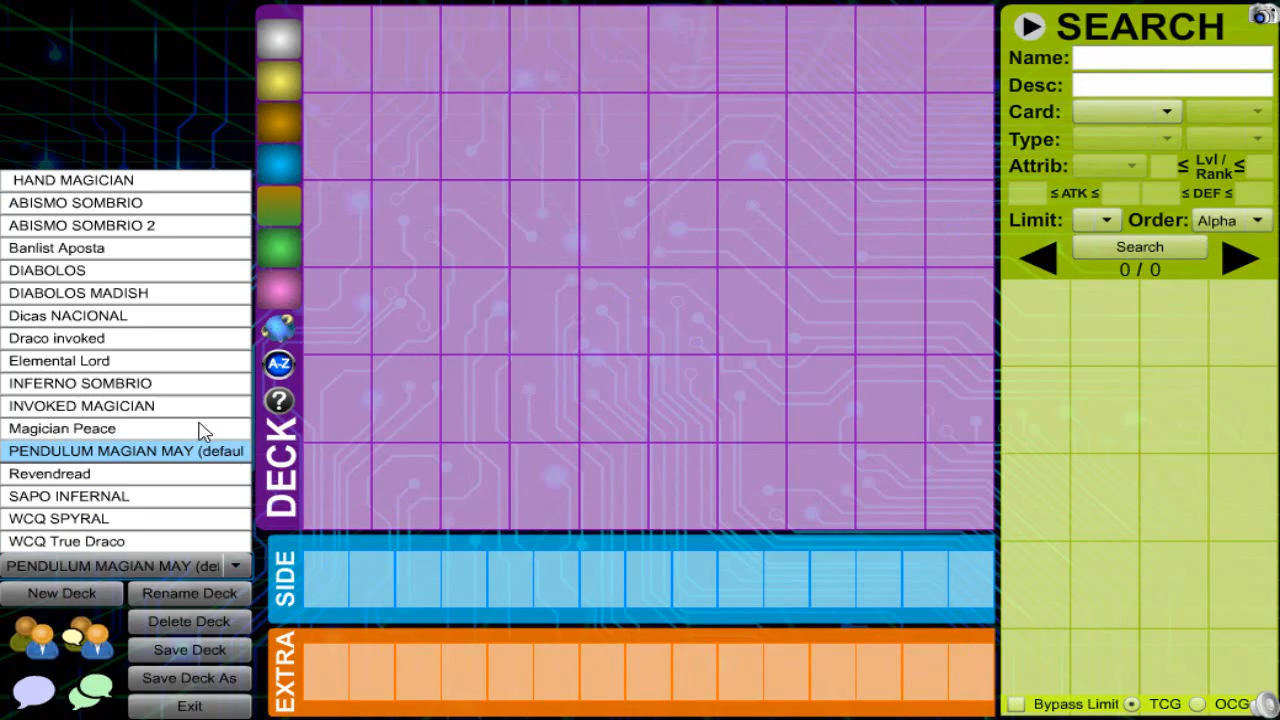 HAND MAGICIAN
ABISMO SOMBRIO
ABISMO SOMBRIO 2
Banlist Aposta
DIABOLOS
DIABOLOS MADISH
Dicas NACIONAL
Draco invoked
Elemental Lord
INFERNO SOMBRIO
INVOKED MAGICIAN
Magician Peace
PENDULUM MAGIAN MAY (defaul
Revendread
SAPO INFERNAL
WCQ SPYRAL
WCQ True Draco
PENDULUM MAGIAN MAY (del
New Deck
Rename Deck
Delete Deck
Save Deck
Save Deck As
Exit
A-Z
?
DECK
SIDE
EXTRA
SEARCH
Name:
Desc:
Card:
Type:
Attrib: ≤ Lvl / Rank ≤
≤ ATK ≤ ≤ DEF ≤
Limit: Order: Alpha
Search
0 / 0
Bypass Limit TCG OCG